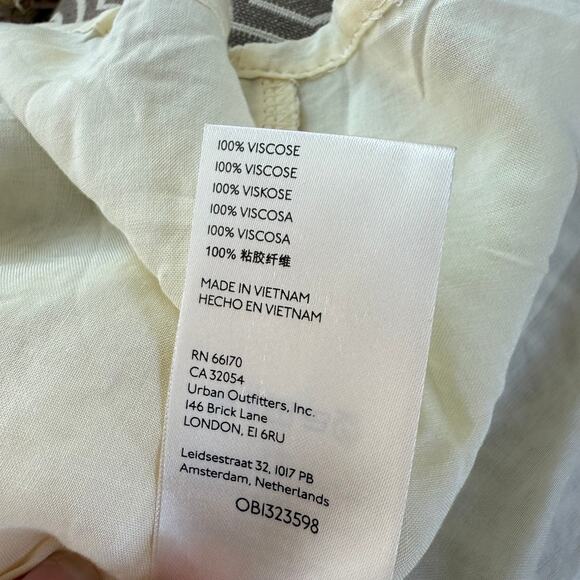 100% VISCOSE
100% VISCOSE
100% VISKOSE
100% VISCOSA
100% VISCOSA
100% 粘胶纤维
MADE IN VIETNAM
HECHO EN VIETNAM
RN 66170
CA 32054
Urban Outfitters, Inc.
146 Brick Lane
LONDON, E1 6RU
Leidsestraat 32, 1017 PB
Amsterdam, Netherlands
OB1323598